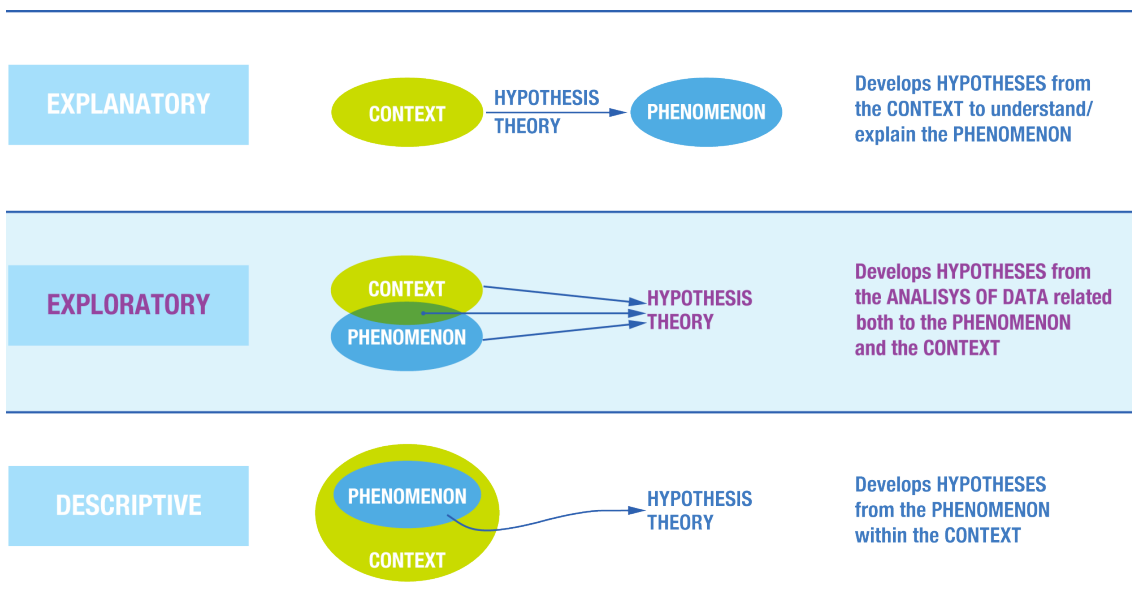 EXPLANATORY
CONTEXT
HYPOTHESIS
THEORY
PHENOMENON
Develops HYPOTHESES from
the CONTEXT to understand/
explain the PHENOMENON
EXPLORATORY
CONTEXT
PHENOMENON
HYPOTHESIS
THEORY
Develops HYPOTHESES from
the ANALISYS OF DATA related
both to the PHENOMENON
and the CONTEXT
DESCRIPTIVE
PHENOMENON
CONTEXT
HYPOTHESIS
THEORY
Develops HYPOTHESES
from the PHENOMENON
within the CONTEXT